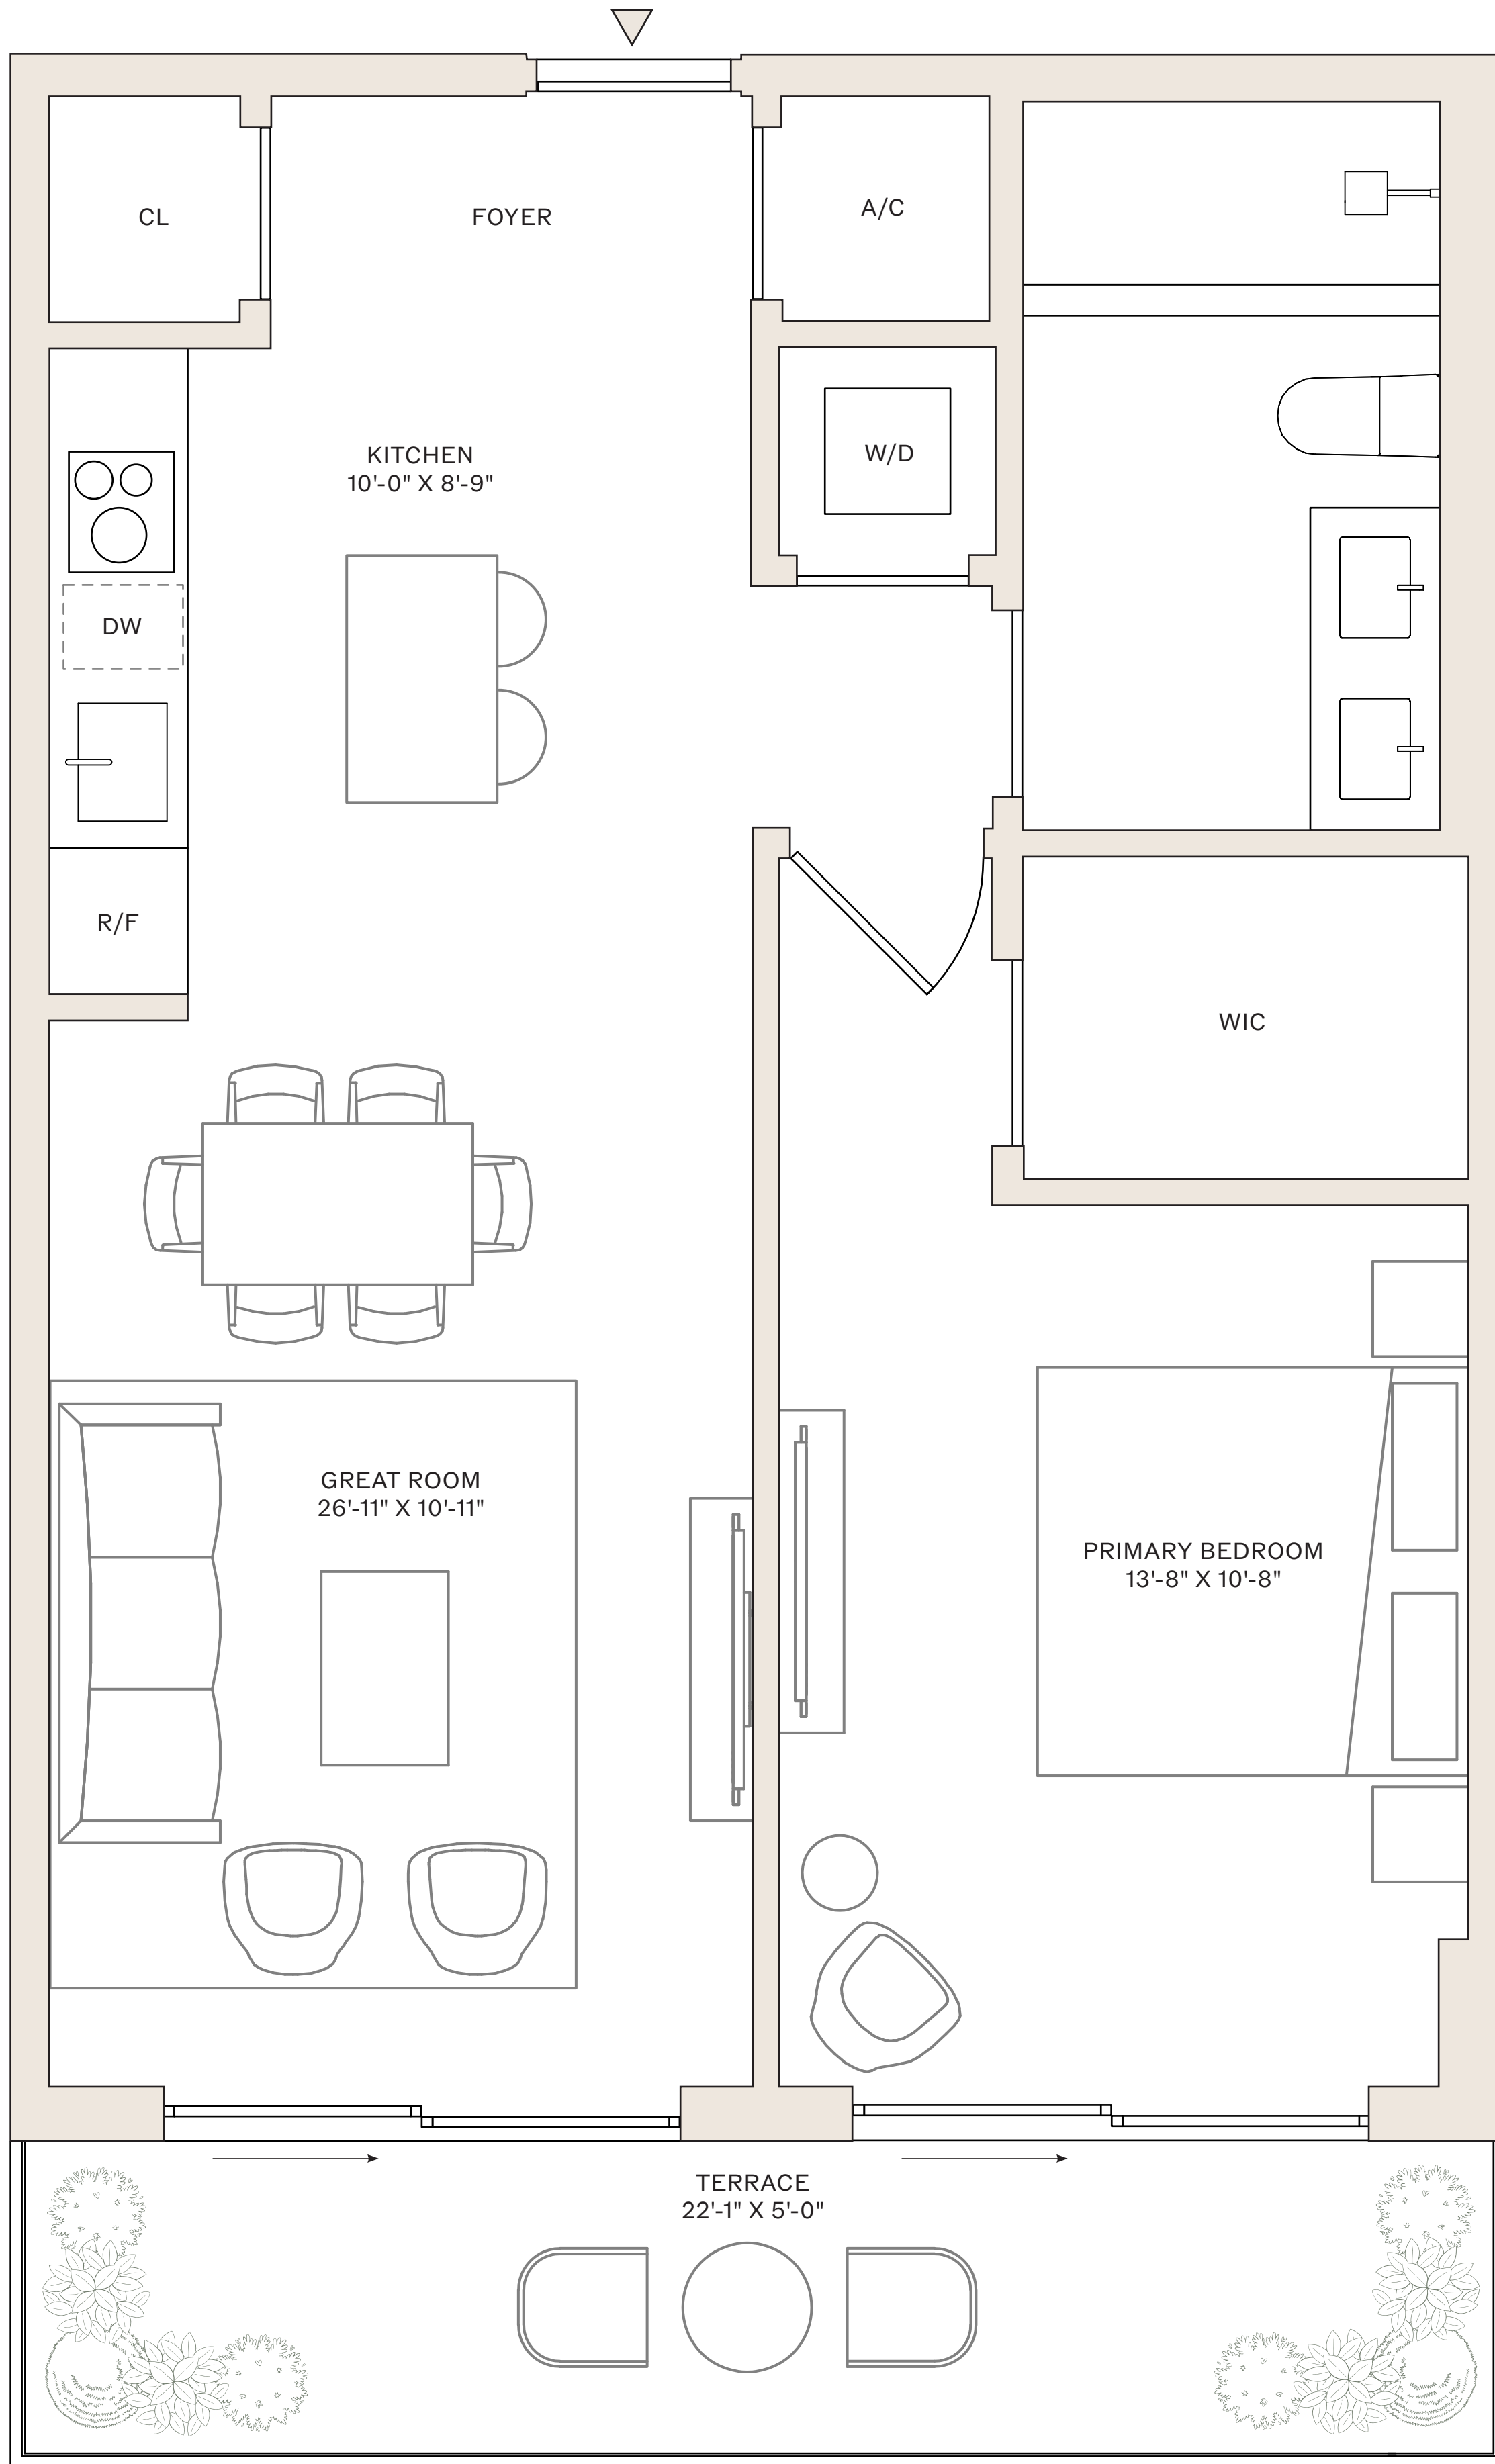 CL
FOYER
A/C
KITCHEN
10'-0" X 8'-9"
W/D
DW
R/F
WIC
GREAT ROOM
26'-11" X 10'-11"
PRIMARY BEDROOM
13'-8" X 10'-8"
TERRACE
22'-1" X 5'-0"